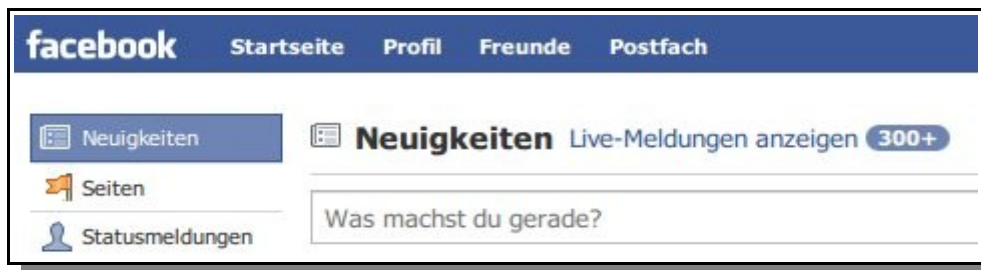 facebook Startseite Profil Freunde Postfach
Neuigkeiten
Seiten
Statusmeldungen
Neuigkeiten Live-Meldungen anzeigen 300+
Was machst du gerade?